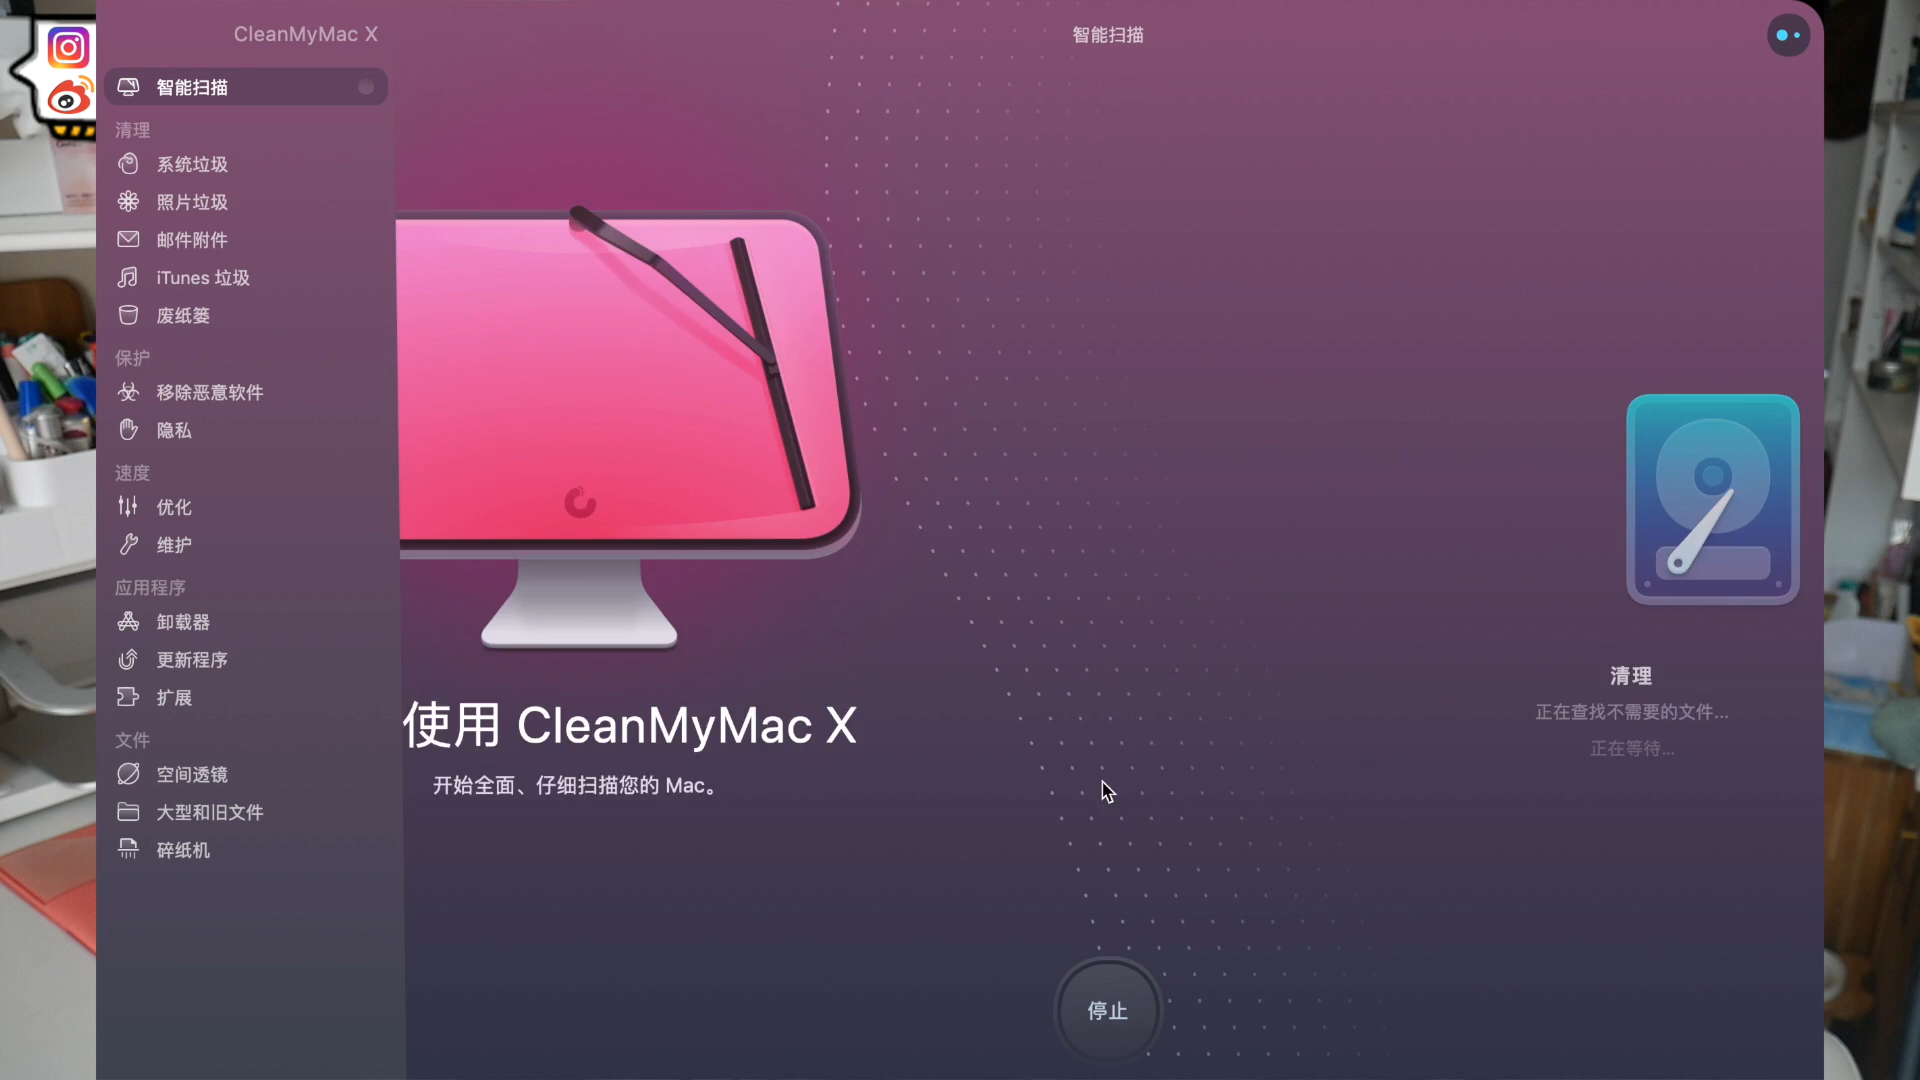 CleanMyMac X
智能扫描
智能扫描
清理
系统垃圾
照片垃圾
邮件附件
iTunes 垃圾
废纸篓
保护
移除恶意软件
隐私
速度
优化
维护
应用程序
卸载器
更新程序
扩展
文件
空间透镜
大型和旧文件
碎纸机
使用 CleanMyMac X
开始全面、仔细扫描您的 Mac。
清理
正在查找不需要的文件...
正在等待...
停止